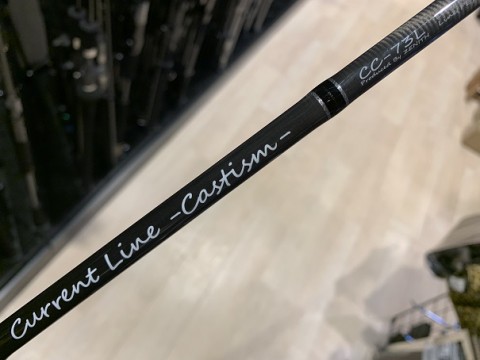 Current Line -Castism-
CC-73L
Produced By ZENITH